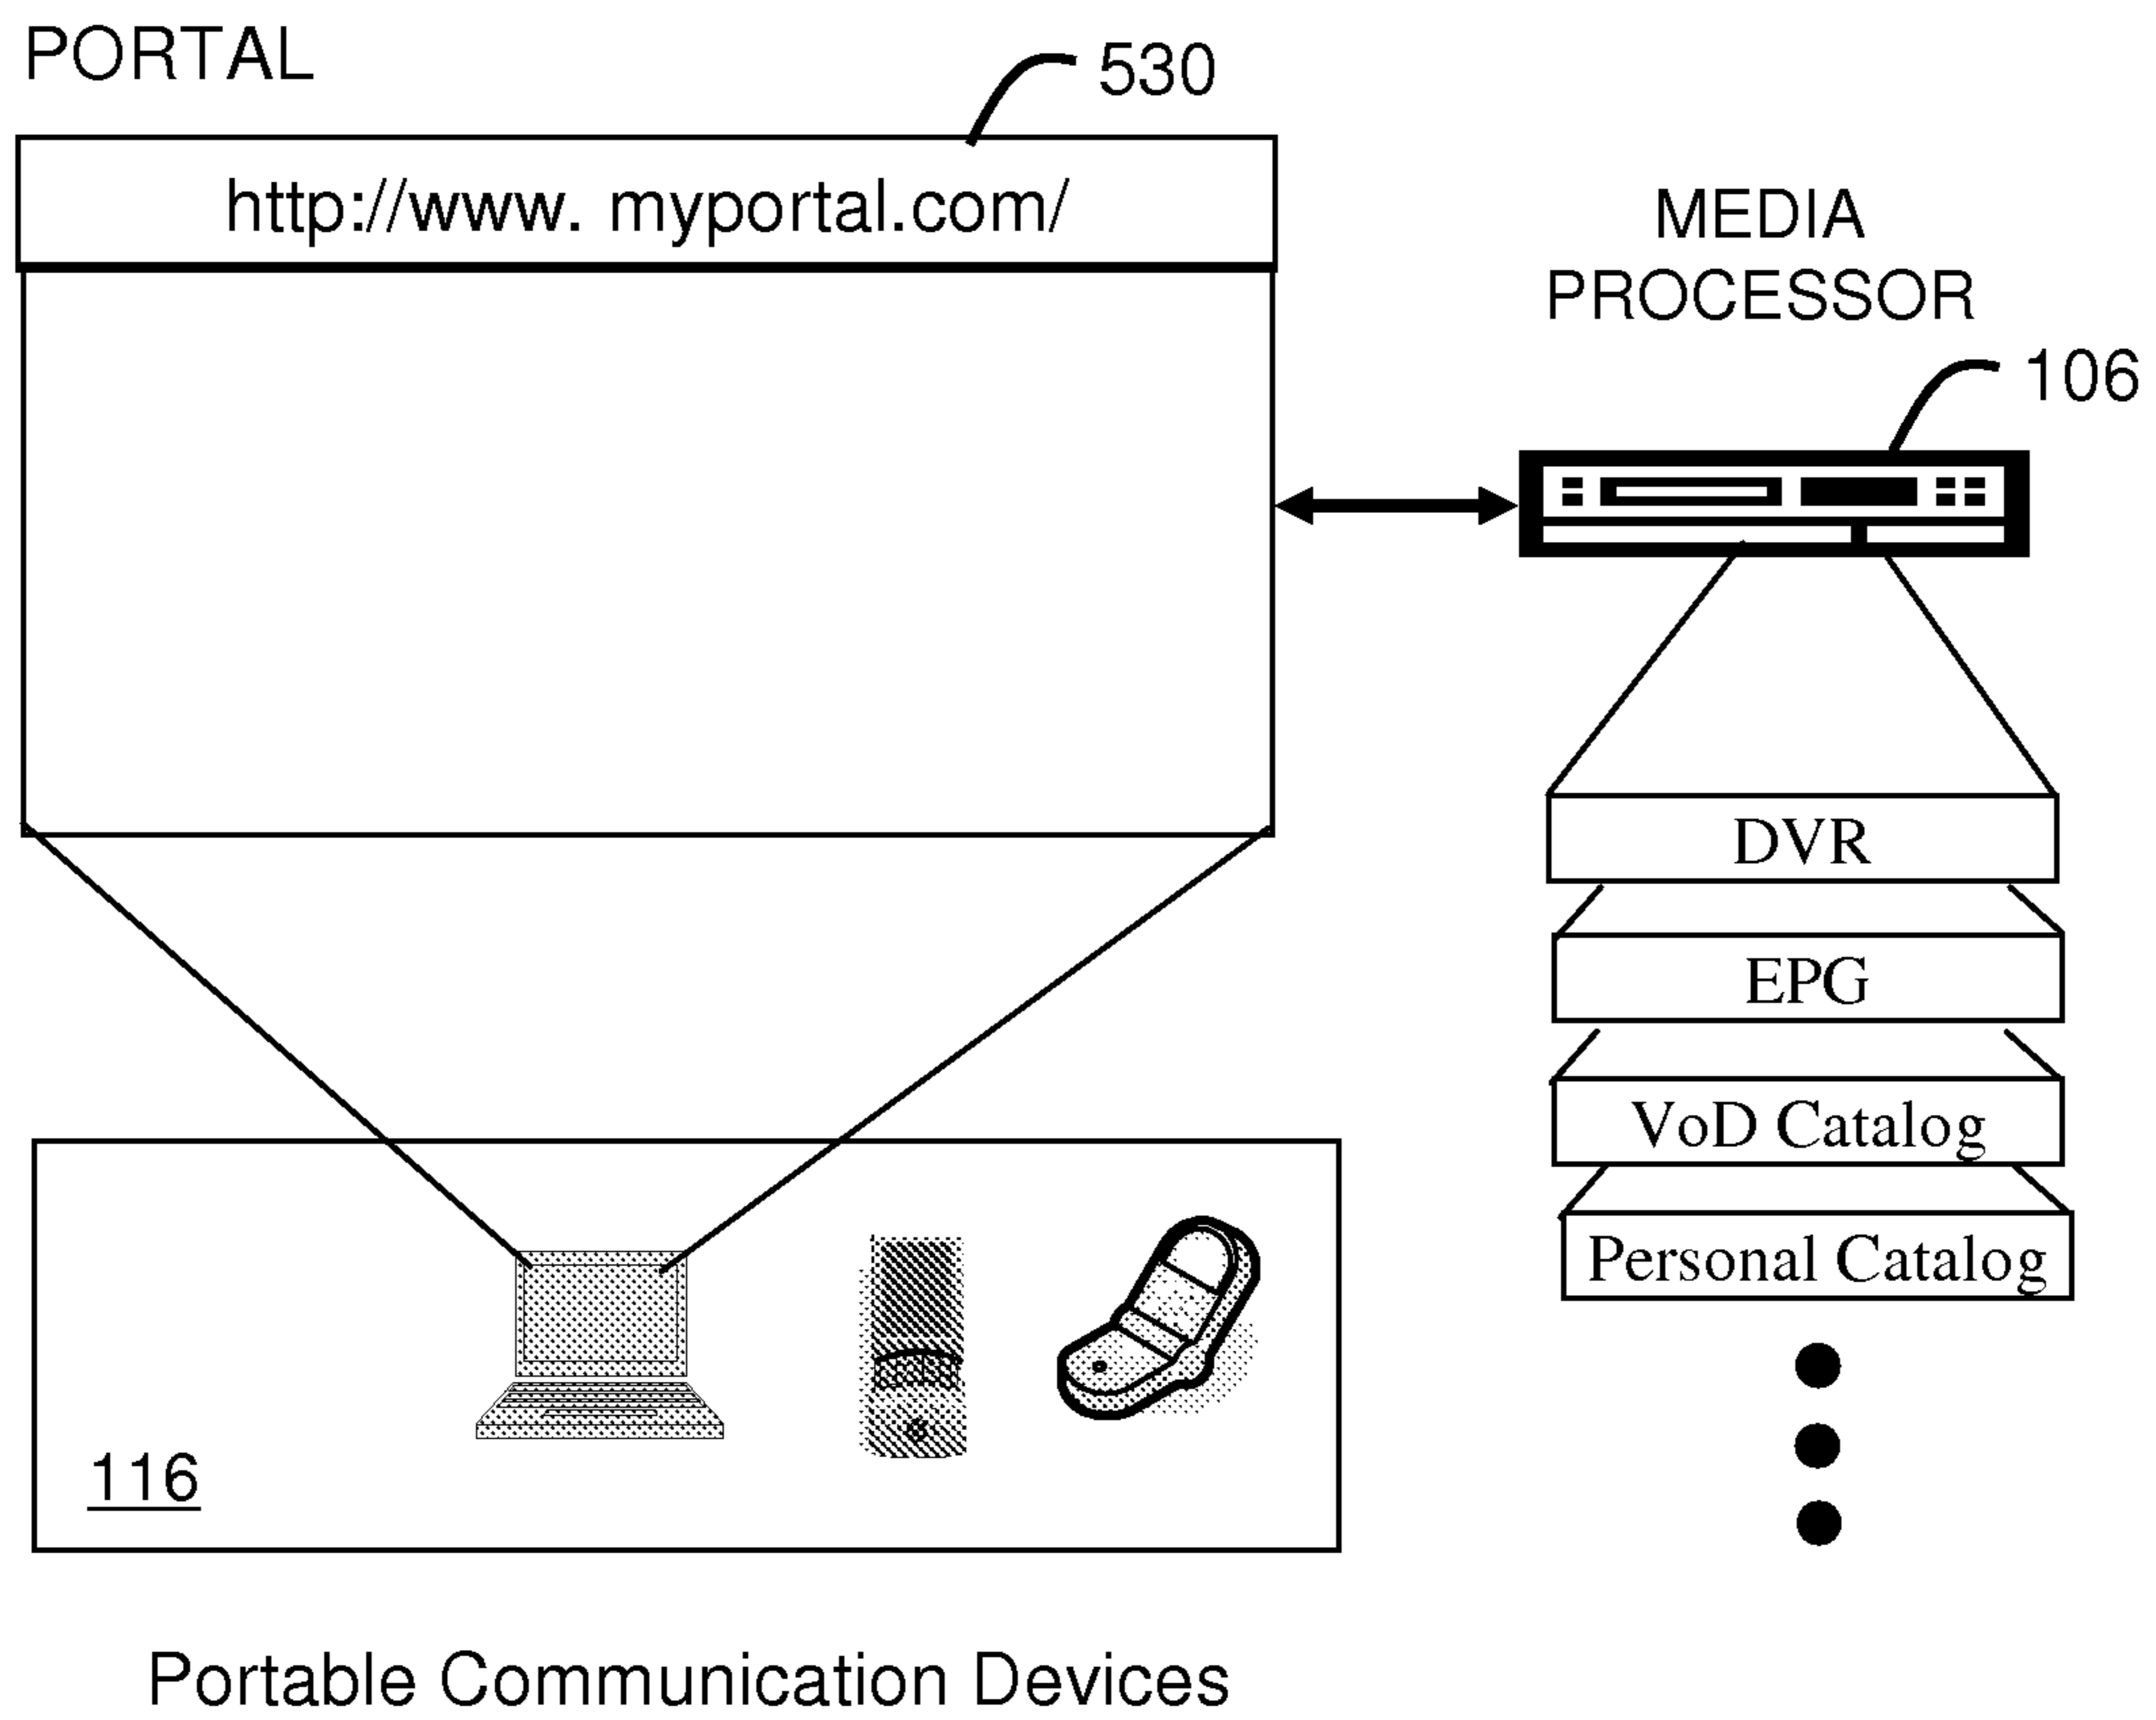 PORTAL
530
http://www. myportal.com/
MEDIA
PROCESSOR
106
DVR
EPG
VoD Catalog
Personal Catalog
116
Portable Communication Devices